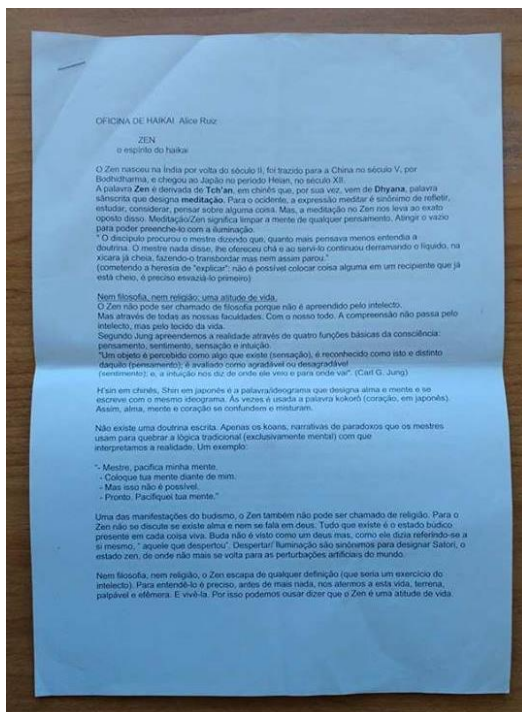 OFICINA DE HAIKAI Alice Ruiz
ZEN
o espírito do haikai
O Zen nasceu na Índia por volta do século II, foi trazido para a China no século V, por
Bodhidharma, e chegou ao Japão no período Heian, no século XII.
A palavra Zen é derivada de Tch'an, em chinês que, por sua vez, vem de Dhyana, palavra
sânscrita que designa meditação. Para o ocidente, a expressão meditar é sinônimo de refletir,
estudar, considerar, pensar sobre alguma coisa. Mas, a meditação no Zen nos leva ao exato
oposto disso. Meditação/Zen significa limpar a mente de qualquer pensamento. Atingir o vazio
para poder preenche-lo com a iluminação.
" O discípulo procurou o mestre dizendo que, quanto mais pensava menos entendia a
doutrina. O mestre nada disse, lhe ofereceu chá e ao servi-lo continuou derramando o líquido, na
xícara já cheia, fazendo-o transbordar mas nem assim parou."
(cometendo a heresia de "explicar": não é possível colocar coisa alguma em um recipiente que já
está cheio, é preciso esvaziá-lo primeiro)
Nem filosofia, nem religião: uma atitude de vida.
O Zen não pode ser chamado de filosofia porque não é apreendido pelo intelecto.
Mas através de todas as nossas faculdades. Com o nosso todo. A compreensão não passa pelo
intelecto, mas pelo tecido da vida.
Segundo Jung apreendemos a realidade através de quatro funções básicas da consciência:
pensamento, sentimento, sensação e intuição.
"Um objeto é percebido como algo que existe (sensação), é reconhecido como isto e distinto
daquilo (pensamento); é avaliado como agradável ou desagradável
(sentimento); e, a intuição nos diz de onde ele veio e para onde vai". (Carl G. Jung)
H'sin em chinês, Shin em japonês é a palavra/ideograma que designa alma e mente e se
escreve com o mesmo ideograma. Às vezes é usada a palavra kokorô (coração, em japonês).
Assim, alma, mente e coração se confundem e misturam.
Não existe uma doutrina escrita. Apenas os koans, narrativas de paradoxos que os mestres
usam para quebrar a lógica tradicional (exclusivamente mental) com que
interpretamos a realidade. Um exemplo:
"- Mestre, pacifica minha mente.
- Coloque tua mente diante de mim.
- Mas isso não é possível.
- Pronto. Pacifiquei tua mente."
Uma das manifestações do budismo, o Zen também não pode ser chamado de religião. Para o
Zen não se discute se existe alma e nem se fala em deus. Tudo que existe é o estado búdico
presente em cada coisa viva. Buda não é visto como um deus mas, como ele dizia referindo-se a
si mesmo, " aquele que despertou". Despertar/ Iluminação são sinônimos para designar Satori, o
estado zen, de onde não mais se volta para as perturbações artificiais do mundo.
Nem filosofia, nem religião, o Zen escapa de qualquer definição (que seria um exercício do
intelecto). Para entendê-lo é preciso, antes de mais nada, nos atermos a esta vida, terrena,
palpável e efêmera. E vivê-la. Por isso podemos ousar dizer que o Zen é uma atitude de vida.